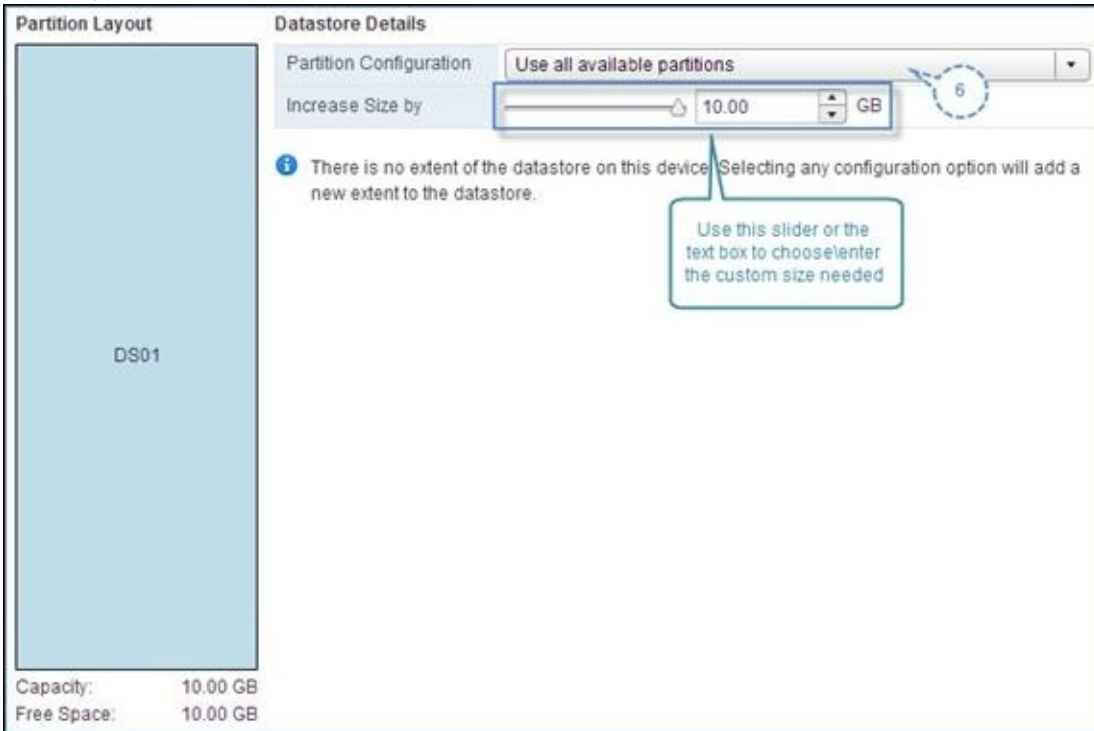 Partition Layout
Datastore Details
Partition Configuration
Use all available partitions
6
Increase Size by
10.00
GB
There is no extent of the datastore on this device. Selecting any configuration option will add a
new extent to the datastore.
Use this slider or the
text box to choose\enter
the custom size needed
DS01
Capacity: 10.00 GB
Free Space: 10.00 GB